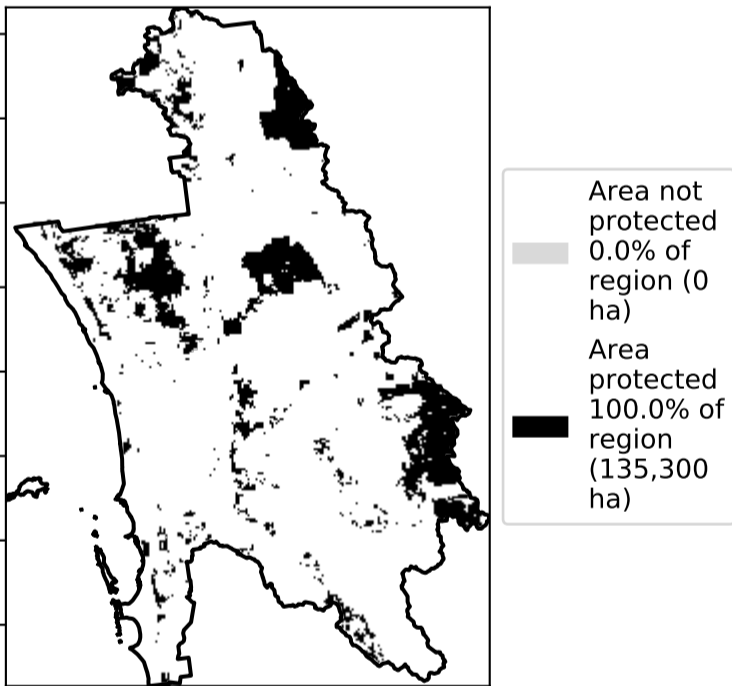 Area not
protected
0.0% of
region (0
ha)
Area
protected
100.0% of
region
(135,300
ha)